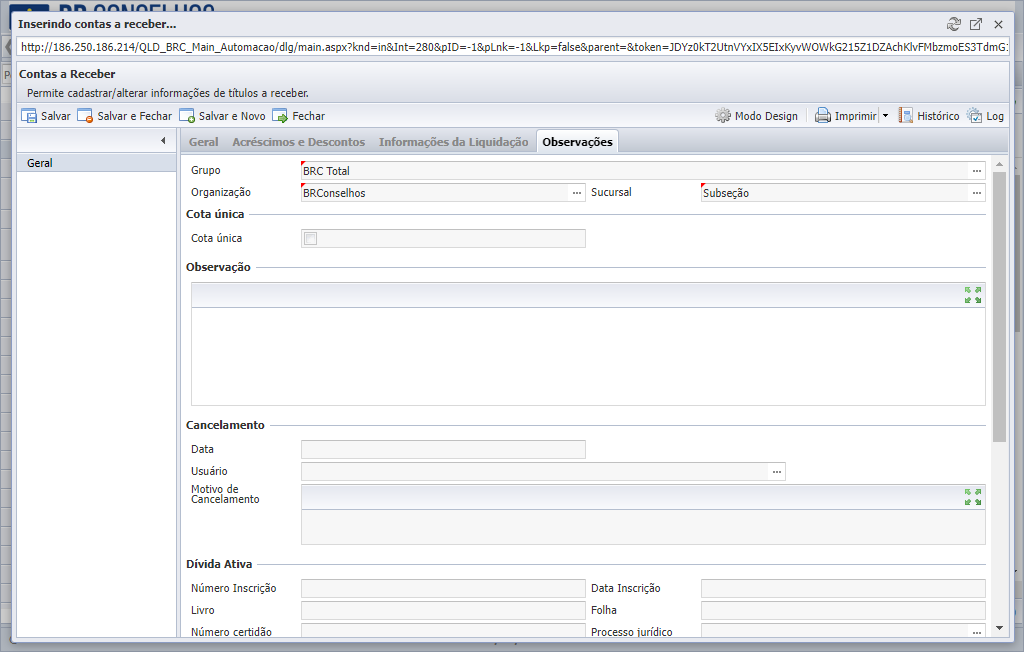 Inserindo contas a receber...
http://186.250.186.214/QLD_BRC_Main_Automacao/dlg/main.aspx?knd=in&Int=280&pID=-1&pLnk=-1&Lkp=false&parent=&token=JDYz0kT2UtnVYxIX5EIxKyvWOWkG215Z1DZAchKlvFMbzmoES3TdmG1
Contas a Receber
Permite cadastrar/alterar informações de títulos a receber.
Salvar Salvar e Fechar Salvar e Novo Fechar Modo Design Imprimir Histórico Log
Geral Acréscimos e Descontos Informações da Liquidação Observações
Geral
Grupo BRC Total ...
Organização BRConselhos ... Sucursal Subseção ...
Cota única
Cota única
Observação
Cancelamento
Data
Usuário ...
Motivo de
Cancelamento
Dívida Ativa
Número Inscrição Data Inscrição
Livro Folha
Número certidão Processo jurídico ...